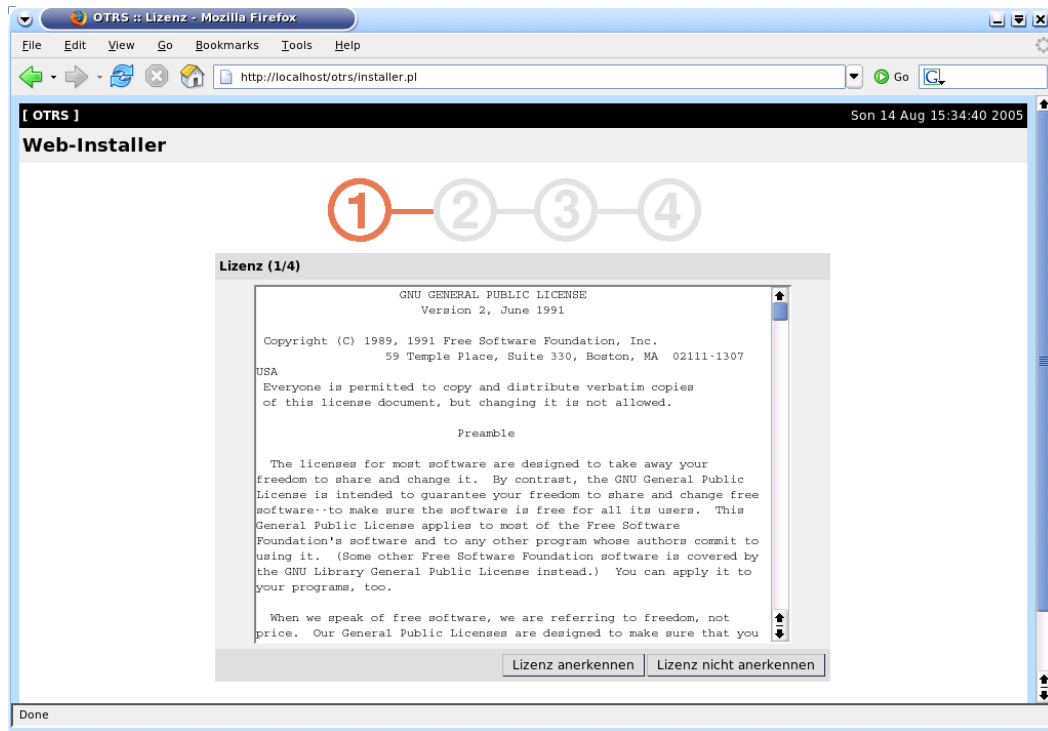 OTRS :: Lizenz - Mozilla Firefox
File Edit View Go Bookmarks Tools Help
http://localhost/otrs/installer.pl Go G
[ OTRS ] Son 14 Aug 15:34:40 2005
Web-Installer
1 2 3 4
Lizenz (1/4)
GNU GENERAL PUBLIC LICENSE
Version 2, June 1991
Copyright (C) 1989, 1991 Free Software Foundation, Inc.
59 Temple Place, Suite 330, Boston, MA 02111-1307
USA
Everyone is permitted to copy and distribute verbatim copies
of this license document, but changing it is not allowed.
Preamble
The licenses for most software are designed to take away your
freedom to share and change it. By contrast, the GNU General Public
License is intended to guarantee your freedom to share and change free
software--to make sure the software is free for all its users. This
General Public License applies to most of the Free Software
Foundation's software and to any other program whose authors commit to
using it. (Some other Free Software Foundation software is covered by
the GNU Library General Public License instead.) You can apply it to
your programs, too.
When we speak of free software, we are referring to freedom, not
price. Our General Public Licenses are designed to make sure that you
Lizenz anerkennen Lizenz nicht anerkennen
Done